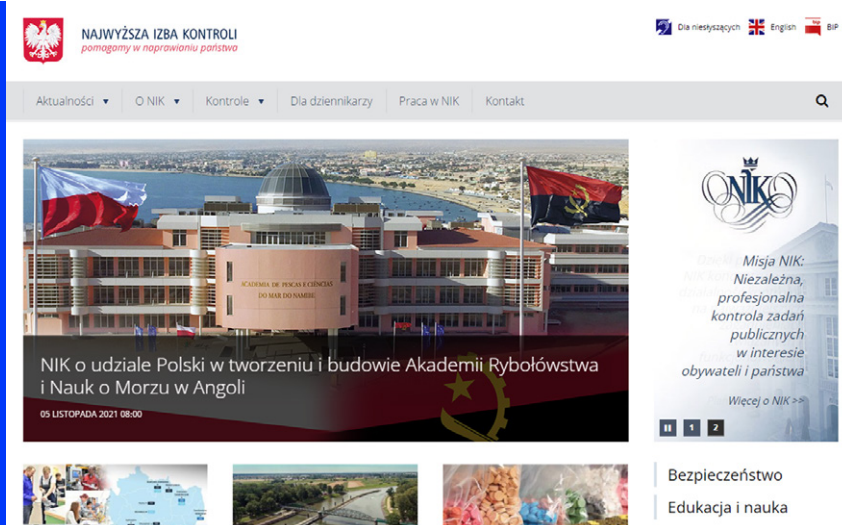 NAJWYŻSZA IZBA KONTROLI
pomagamy w naprawianiu państwa
Dla niesłyszących English BIP
Aktualności O NIK Kontrole Dla dziennikarzy Praca w NIK Kontakt
ACADEMIA DE PESCAS E CIÊNCIAS
DO MAR DO NAMIBE
NIK o udziale Polski w tworzeniu i budowie Akademii Rybołówstwa
i Nauk o Morzu w Angoli
05 LISTOPADA 2021 08:00
NIK
Misja NIK:
Niezależna,
profesjonalna
kontrola zadań
publicznych
w interesie
obywateli i państwa
Więcej o NIK >>
1 2
Bezpieczeństwo
Edukacja i nauka